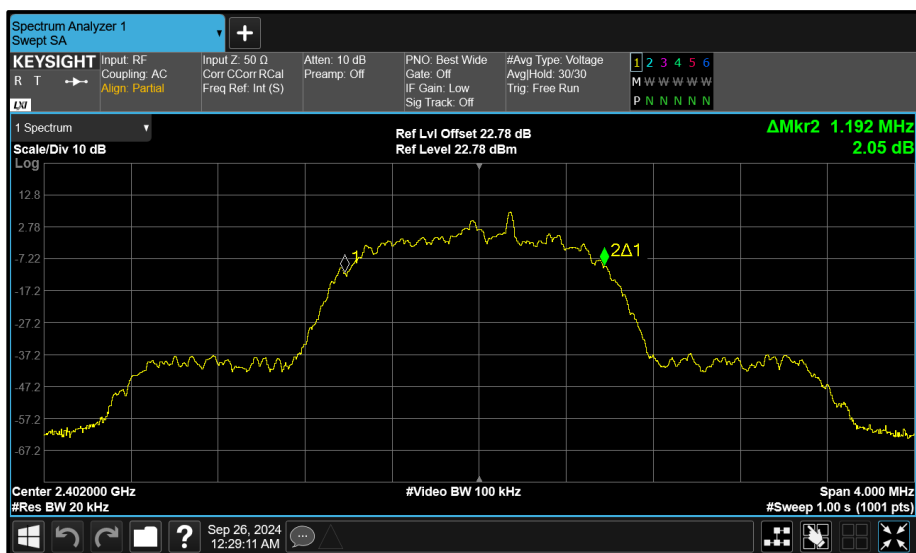 Spectrum Analyzer 1
Swept SA
+
KEYSIGHT
R T
LXI
Input: RF
Coupling: AC
Align: Partial
Input Z: 50 Ω
Corr CCorr RCal
Freq Ref: Int (S)
Atten: 10 dB
Preamp: Off
PNO: Best Wide
Gate: Off
IF Gain: Low
Sig Track: Off
#Avg Type: Voltage
Avg|Hold: 30/30
Trig: Free Run
1 2 3 4 5 6
M W W W W W
P N N N N N
1 Spectrum
Scale/Div 10 dB
Log
Ref Lvl Offset 22.78 dB
Ref Level 22.78 dBm
ΔMkr2 1.192 MHz
2.05 dB
12.8
2.78
-7.22
-17.2
-27.2
-37.2
-47.2
-57.2
-67.2
1
2Δ1
Center 2.402000 GHz
#Res BW 20 kHz
#Video BW 100 kHz
Span 4.000 MHz
#Sweep 1.00 s (1001 pts)
?
Sep 26, 2024
12:29:11 AM